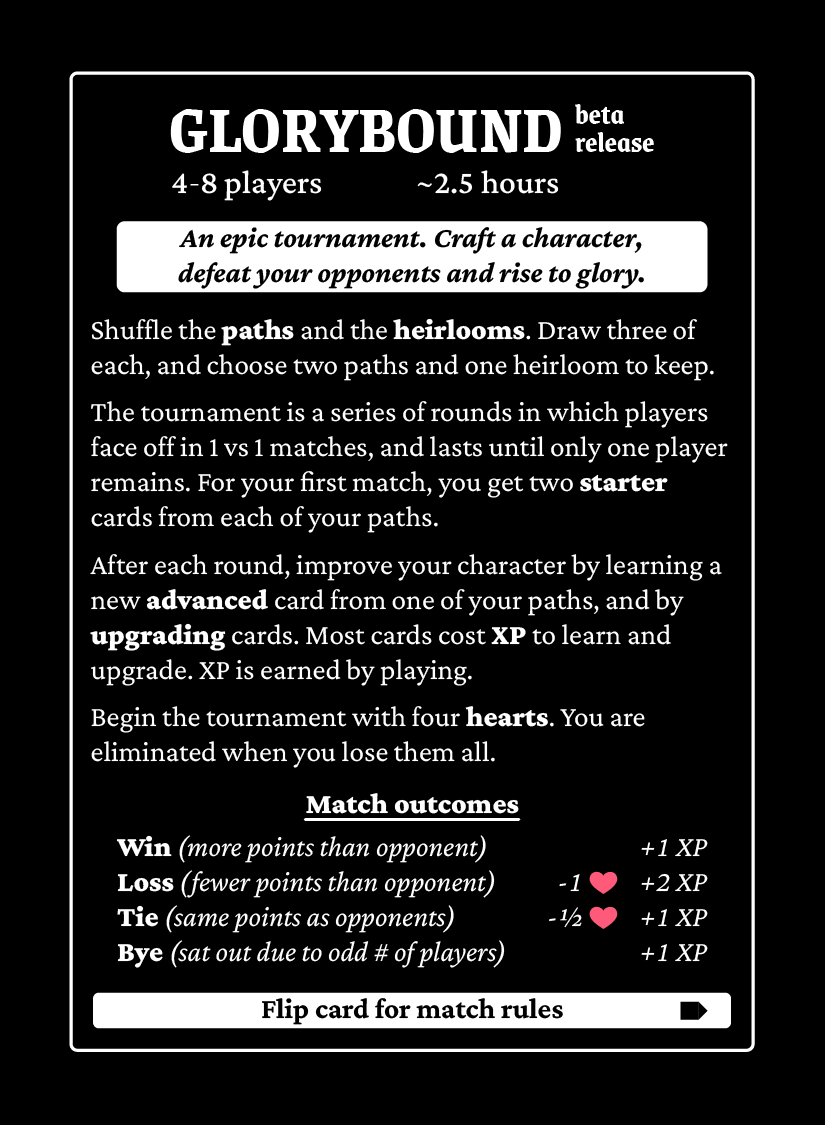 GLORYBOUND beta release
4-8 players ~2.5 hours
An epic tournament. Craft a character,
defeat your opponents and rise to glory.
Shuffle the paths and the heirlooms. Draw three of
each, and choose two paths and one heirloom to keep.
The tournament is a series of rounds in which players
face off in 1 vs 1 matches, and lasts until only one player
remains. For your first match, you get two starter
cards from each of your paths.
After each round, improve your character by learning a
new advanced card from one of your paths, and by
upgrading cards. Most cards cost XP to learn and
upgrade. XP is earned by playing.
Begin the tournament with four hearts. You are
eliminated when you lose them all.
Match outcomes
Win (more points than opponent) +1 XP
Loss (fewer points than opponent) -1 ❤ +2 XP
Tie (same points as opponents) -½ ❤ +1 XP
Bye (sat out due to odd # of players) +1 XP
Flip card for match rules